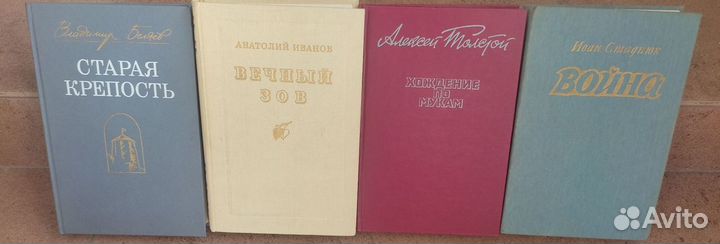 Владимир Беляев
СТАРАЯ
КРЕПОСТЬ
АНАТОЛИЙ ИВАНОВ
ВЕЧНЫЙ
ЗОВ
Алексей Толстой
ХОЖДЕНИЕ
ПО
МУКАМ
Иван Стаднюк
ВОЙНА
Avito